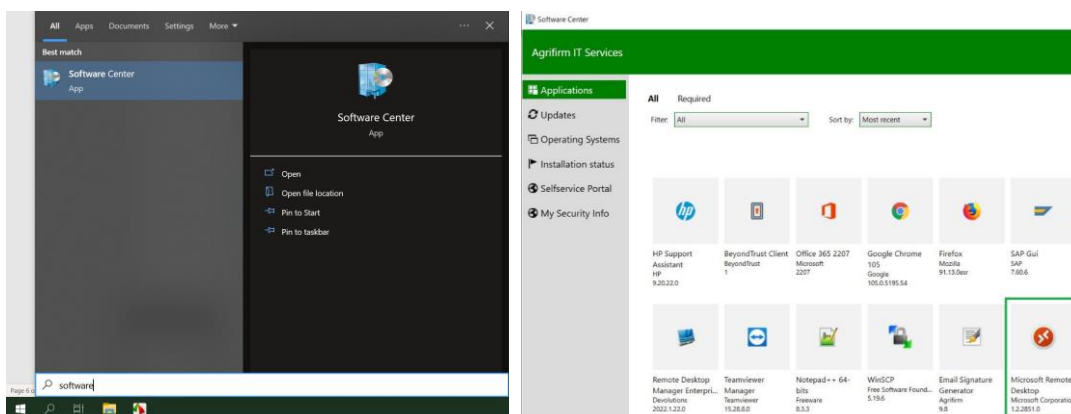 All Apps Documents Settings More
Best match
Software Center
App
Software Center
App
Open
Open file location
Pin to Start
Pin to taskbar
Page 6 o
software
Software Center
Agrifirm IT Services
Applications
Updates
Operating Systems
Installation status
Selfservice Portal
My Security Info
All Required
Filter: All Sort by: Most recent
HP Support
Assistant
HP
9.20.22.0
BeyondTrust Client
BeyondTrust
1
Office 365 2207
Microsoft
2207
Google Chrome
105
Google
105.0.5195.54
Firefox
Mozilla
91.13.0esr
SAP Gui
SAP
7.60.6
Remote Desktop
Manager Enterpri...
Devolutions
2022.1.22.0
Teamviewer
Manager
Teamviewer
15.28.8.0
Notepad++ 64-
bits
Freeware
8.3.3
WinSCP
Free Software Found...
5.19.6
Email Signature
Generator
Agrifirm
9.8
Microsoft Remote
Desktop
Microsoft Corporatio
1.2.2851.0